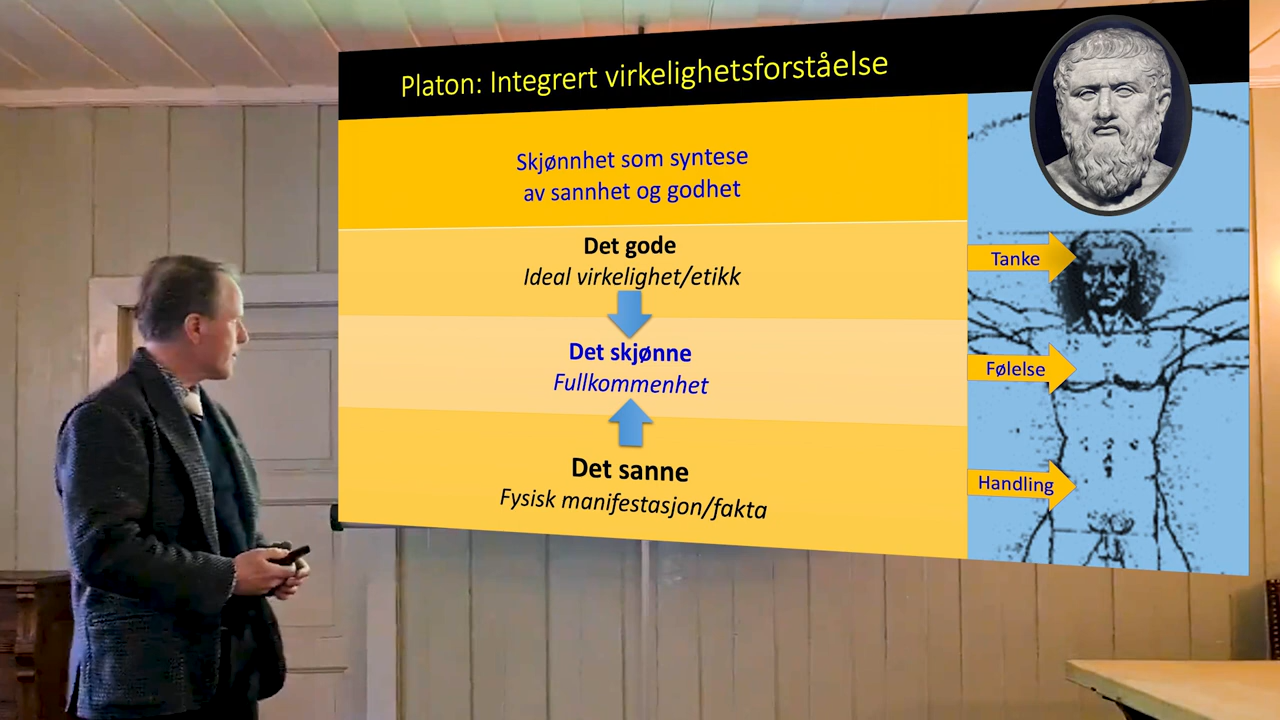 Platon: Integrert virkelighetsforståelse
Skjønnhet som syntese
av sannhet og godhet
Det gode
Ideal virkelighet/etikk
Det skjønne
Fullkommenhet
Det sanne
Fysisk manifestasjon/fakta
Tanke
Følelse
Handling